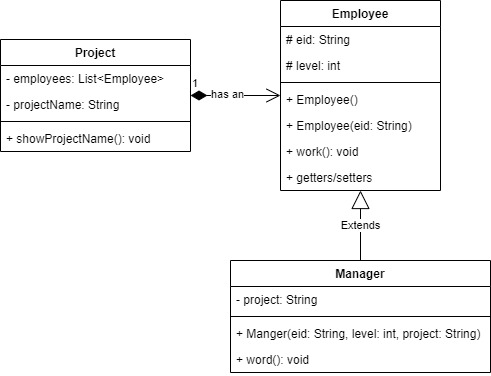 Project
- employees: List<Employee>
- projectName: String
+ showProjectName(): void
1
has an
Employee
# eid: String
# level: int
+ Employee()
+ Employee(eid: String)
+ work(): void
+ getters/setters
Extends
Manager
- project: String
+ Manger(eid: String, level: int, project: String)
+ word(): void